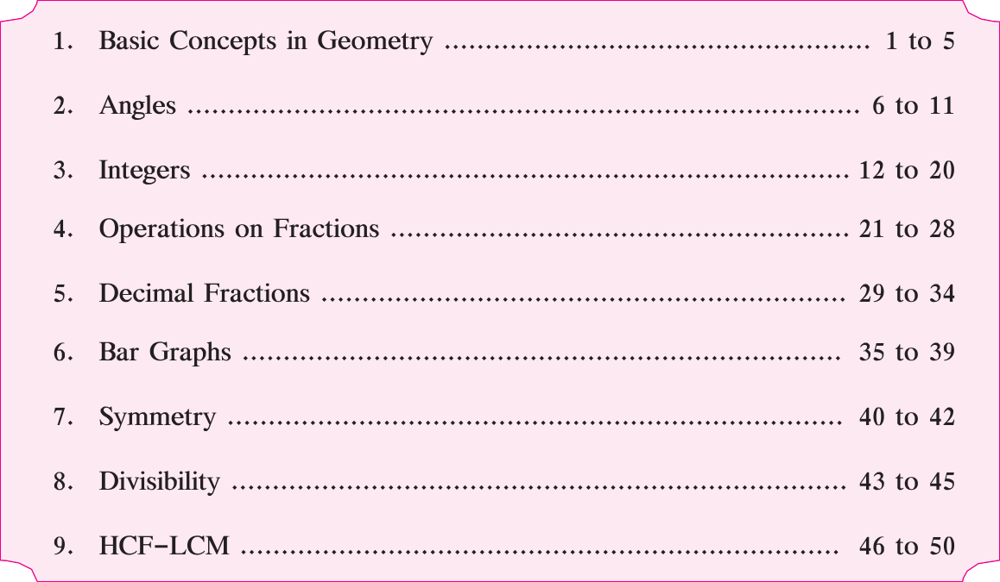 1. Basic Concepts in Geometry .................................................... 1 to 5
2. Angles .................................................................................. 6 to 11
3. Integers ............................................................................... 12 to 20
4. Operations on Fractions ........................................................ 21 to 28
5. Decimal Fractions ................................................................ 29 to 34
6. Bar Graphs ......................................................................... 35 to 39
7. Symmetry ........................................................................... 40 to 42
8. Divisibility ........................................................................... 43 to 45
9. HCF–LCM ......................................................................... 46 to 50